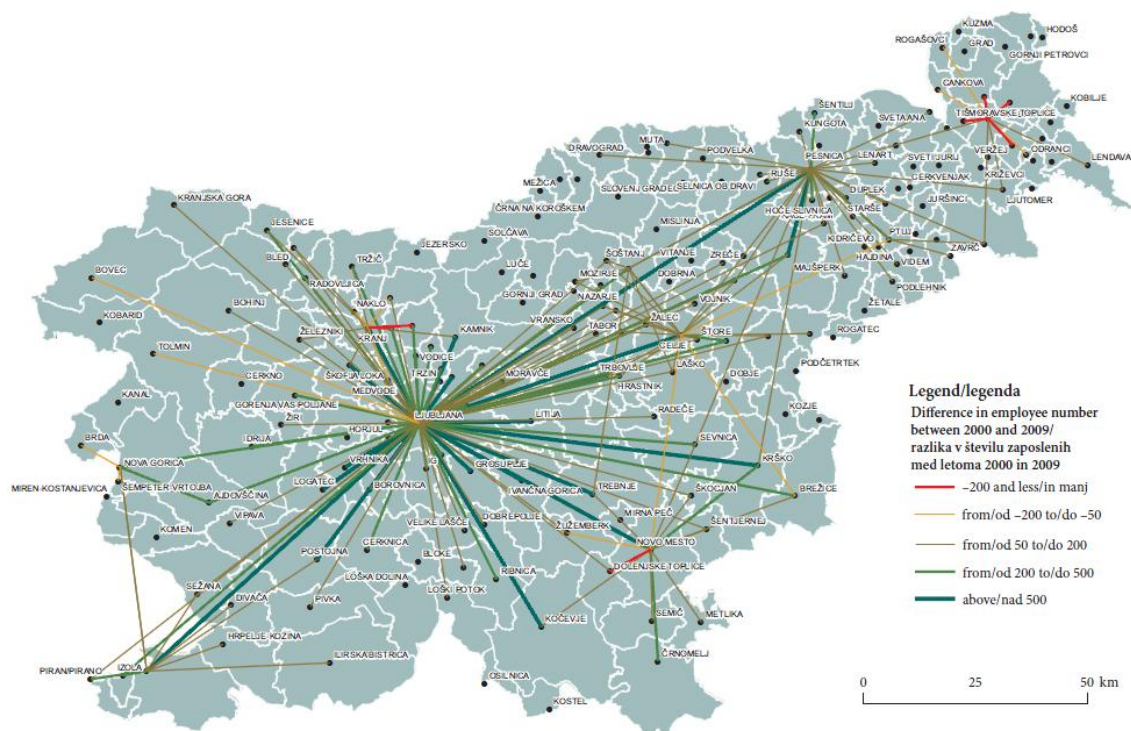 KUZMA
HODOŠ
ROGAŠOVC
GRAD
GORNJI PETROVCI
CANKOVA
KOBILJE
ŠENTILJ
TIŠMORAVSKE TOPLICE
KUNGOTA
SVETA ANA
MUTA
DRAVOGRAD
PODVELKA
PESNICA
LENART
VERŽEJ
ODRANCI
LENDAVA
SVETI JURIJ
RUŠE
MEŽICA
SLOVENJ GRADEC
SELNICA OB DRAVI
CERKVENJAK
KRIŽEVCI
DUPLEK
LJUTOMER
KRANJSKA GORA
ČRNA NA KOROŠKEM
JURŠINCI
HOČE-SLIVNICA
STARŠE
JESENICE
MISLINJA
SOLČAVA
PTUJ
JEZERSKO
KIDRIČEVO
ZAVRČ
BLED
TRŽIČ
ŠOŠTANJ
VITANJE
ZREČE
HAJDINA
VIDEM
BOVEC
LUČE
MOZIRJE
DOBRNA
MAJŠPERK
RADOVLJICA
PODLEHNIK
GORNJI GRAD
NAZARJE
VOJNIK
BOHINJ
NAKLO
ŽETALE
KOBARID
VRANSKO
ŽALEC
ŽELEZNIKI
KRANJ
KAMNIK
TABOR
ŠTORE
ROGATEC
CELJE
TOLMIN
VODICE
PODČETRTEK
ŠKOFJA LOKA
TRZIN
MORAVČE
TRBOVLJE
LAŠKO
CERKNO
MEDVODE
HRASTNIK
DOBJE
KANAL
GORENJA VAS-POLJANE
LJUBLJANA
LITIJA
RADEČE
KOZJE
ŽIRI
BRDA
HORJUL
IDRIJA
SEVNICA
NOVA GORICA
VRHNIKA
IG
GROSUPLJE
KRŠKO
MIREN-KOSTANJEVICA
ŠEMPETER-VRTOJBA
LOGATEC
BOROVNICA
IVANČNA GORICA
TREBNJE
ŠKOCJAN
BREŽICE
AJDOVŠČINA
MIRNA PEČ
VIPAVA
VELIKE LAŠČE
DOBREPOLJE
ŽUŽEMBERK
ŠENTJERNEJ
KOMEN
NOVO MESTO
POSTOJNA
CERKNICA
BLOKE
DOLENJSKE TOPLICE
RIBNICA
LOŠKA DOLINA
SEŽANA
DIVAČA
PIVKA
LOŠKI POTOK
KOČEVJE
SEMIČ
METLIKA
HRPELJE-KOZINA
PIRAN/PIRANO
IZOLA
ILIRSKA BISTRICA
ČRNOMELJ
OSILNICA
KOSTEL
Legend/legenda
Difference in employee number
between 2000 and 2009/
razlika v številu zaposlenih
med letoma 2000 in 2009
−200 and less/in manj
from/od −200 to/do −50
from/od 50 to/do 200
from/od 200 to/do 500
above/nad 500
0 25 50 km